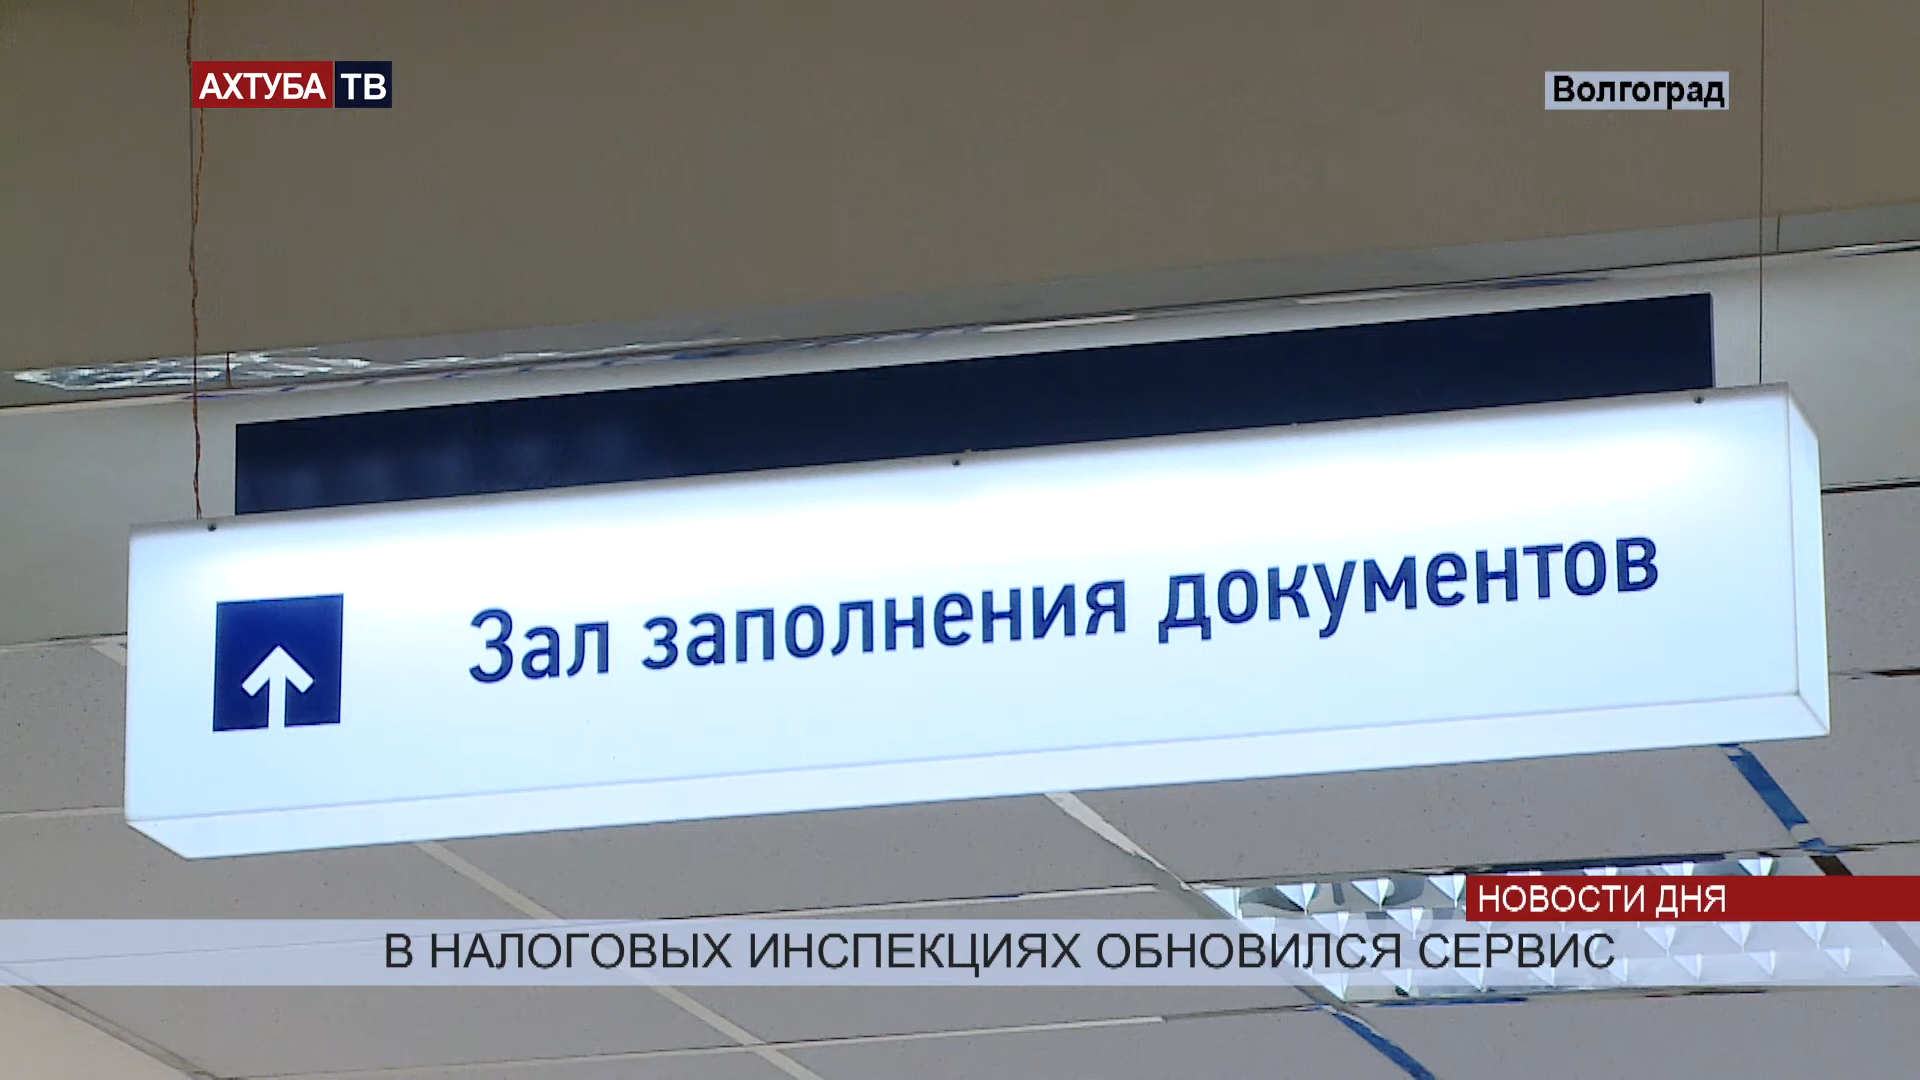 АХТУБА ТВ
Волгоград
Зал заполнения документов
НОВОСТИ ДНЯ
В НАЛОГОВЫХ ИНСПЕКЦИЯХ ОБНОВИЛСЯ СЕРВИС